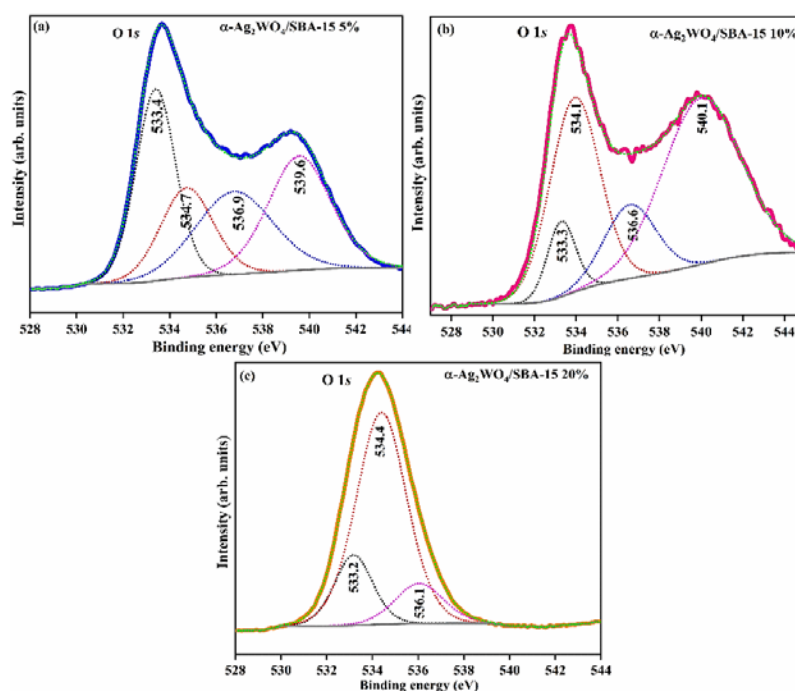 (a)
O 1s
α-Ag₂WO₄/SBA-15 5%
533.4
534.7
536.9
539.6
Intensity (arb. units)
528 530 532 534 536 538 540 542 544
Binding energy (eV)
(b)
O 1s
α-Ag₂WO₄/SBA-15 10%
533.3
534.1
536.6
540.1
Intensity (arb. units)
528 530 532 534 536 538 540 542 544
Binding energy (eV)
(c)
O 1s
α-Ag₂WO₄/SBA-15 20%
533.2
534.4
536.1
Intensity (arb. units)
528 530 532 534 536 538 540 542 544
Binding energy (eV)